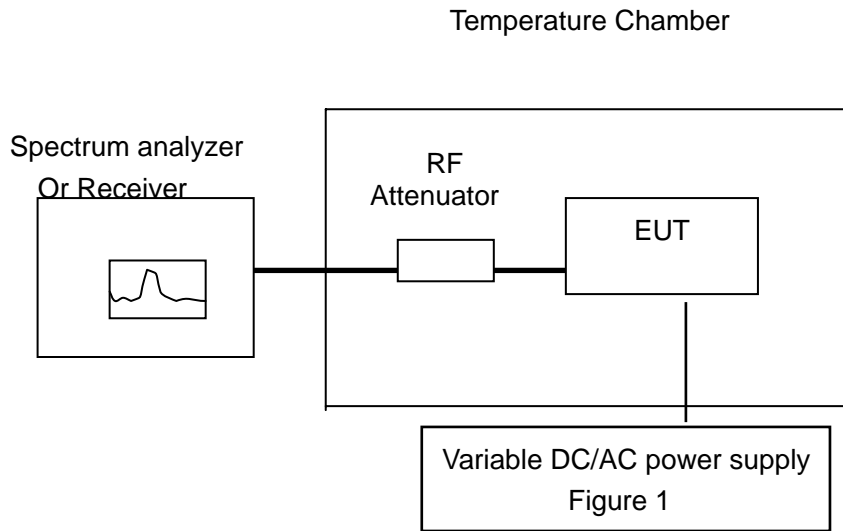 Temperature Chamber
Spectrum analyzer
Or Receiver
RF
Attenuator
EUT
Variable DC/AC power supply
Figure 1